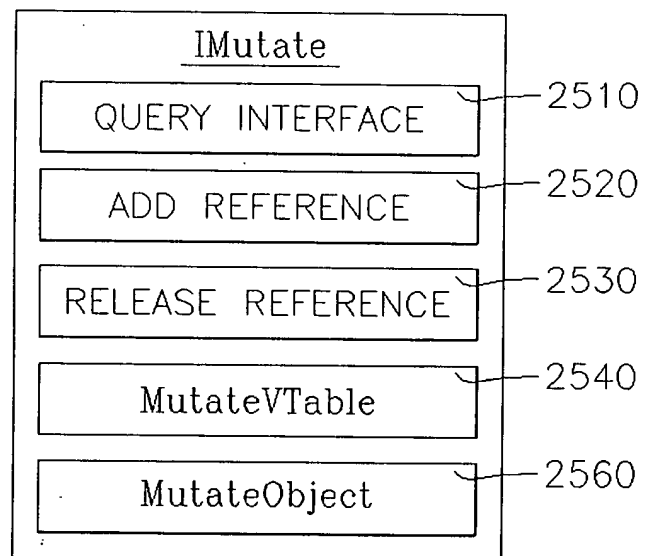 IMutate
QUERY INTERFACE 2510
ADD REFERENCE 2520
RELEASE REFERENCE 2530
MutateVTable 2540
MutateObject 2560